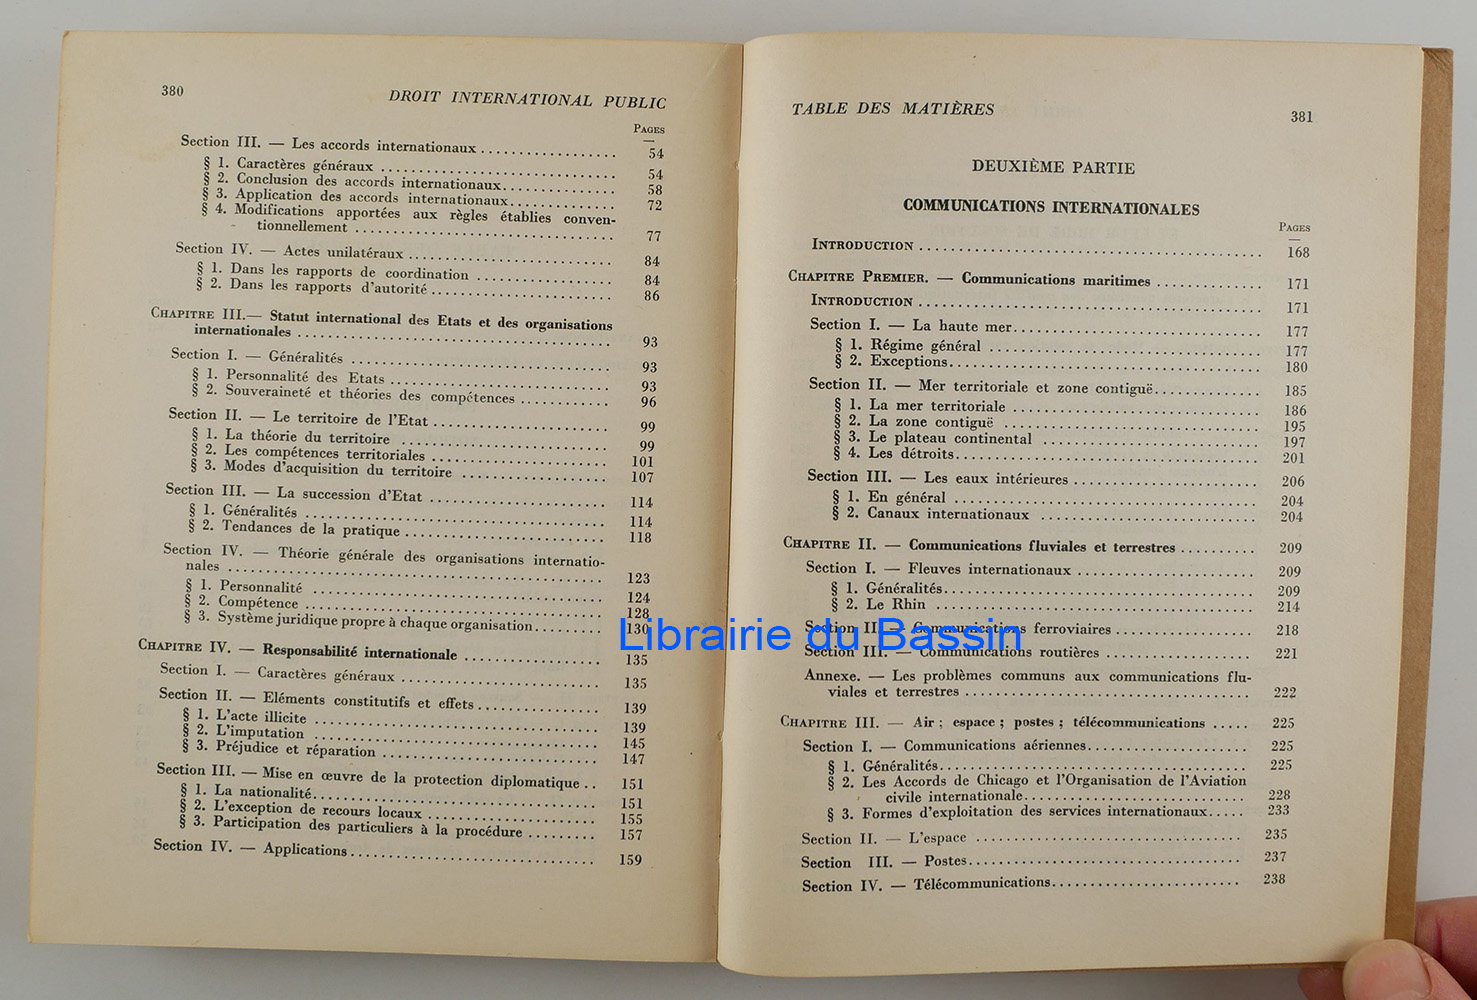 380
DROIT INTERNATIONAL PUBLIC
PAGES
Section III. — Les accords internationaux .................. 54
§ 1. Caractères généraux .................. 54
§ 2. Conclusion des accords internationaux.................. 58
§ 3. Application des accords internationaux.................. 72
§ 4. Modifications apportées aux règles établies conven-
tionnellement .................. 77
Section IV. — Actes unilatéraux .................. 84
§ 1. Dans les rapports de coordination .................. 84
§ 2. Dans les rapports d'autorité .................. 86
CHAPITRE III.— Statut international des Etats et des organisations
internationales .................. 93
Section I. — Généralités .................. 93
§ 1. Personnalité des Etats .................. 93
§ 2. Souveraineté et théories des compétences ............ 96
Section II. — Le territoire de l'Etat .................. 99
§ 1. La théorie du territoire .................. 99
§ 2. Les compétences territoriales .................. 101
§ 3. Modes d'acquisition du territoire .................. 107
Section III. — La succession d'Etat .................. 114
§ 1. Généralités .................. 114
§ 2. Tendances de la pratique .................. 118
Section IV. — Théorie générale des organisations internatio-
nales .................. 123
§ 1. Personnalité .................. 124
§ 2. Compétence .................. 128
§ 3. Système juridique propre à chaque organisation......... 130
CHAPITRE IV. — Responsabilité internationale .................. 135
Section I. — Caractères généraux .................. 135
Section II. — Eléments constitutifs et effets.................. 139
§ 1. L'acte illicite .................. 139
§ 2. L'imputation .................. 145
§ 3. Préjudice et réparation .................. 147
Section III. — Mise en œuvre de la protection diplomatique .. 151
§ 1. La nationalité.................. 151
§ 2. L'exception de recours locaux .................. 155
§ 3. Participation des particuliers à la procédure ......... 157
Section IV. — Applications.................. 159
TABLE DES MATIÈRES
381
DEUXIÈME PARTIE
COMMUNICATIONS INTERNATIONALES
PAGES
INTRODUCTION .................. 168
CHAPITRE PREMIER. — Communications maritimes ............ 171
INTRODUCTION .................. 171
Section I. — La haute mer.................. 177
§ 1. Régime général .................. 177
§ 2. Exceptions.................. 180
Section II. — Mer territoriale et zone contiguë............ 185
§ 1. La mer territoriale .................. 186
§ 2. La zone contiguë .................. 195
§ 3. Le plateau continental .................. 197
§ 4. Les détroits.................. 201
Section III. — Les eaux intérieures .................. 206
§ 1. En général .................. 204
§ 2. Canaux internationaux .................. 204
CHAPITRE II. — Communications fluviales et terrestres .......... 209
Section I. — Fleuves internationaux .................. 209
§ 1. Généralités.................. 209
§ 2. Le Rhin .................. 214
Section II. — Communications ferroviaires .................. 218
Section III. — Communications routières .................. 221
Annexe. — Les problèmes communs aux communications flu-
viales et terrestres .................. 222
CHAPITRE III. — Air ; espace ; postes ; télécommunications ..... 225
Section I. — Communications aériennes.................. 225
§ 1. Généralités.................. 225
§ 2. Les Accords de Chicago et l'Organisation de l'Aviation
civile internationale.................. 228
§ 3. Formes d'exploitation des services internationaux..... 233
Section II. — L'espace .................. 235
Section III. — Postes.................. 237
Section IV. — Télécommunications.................. 238
Librairie du Bassin